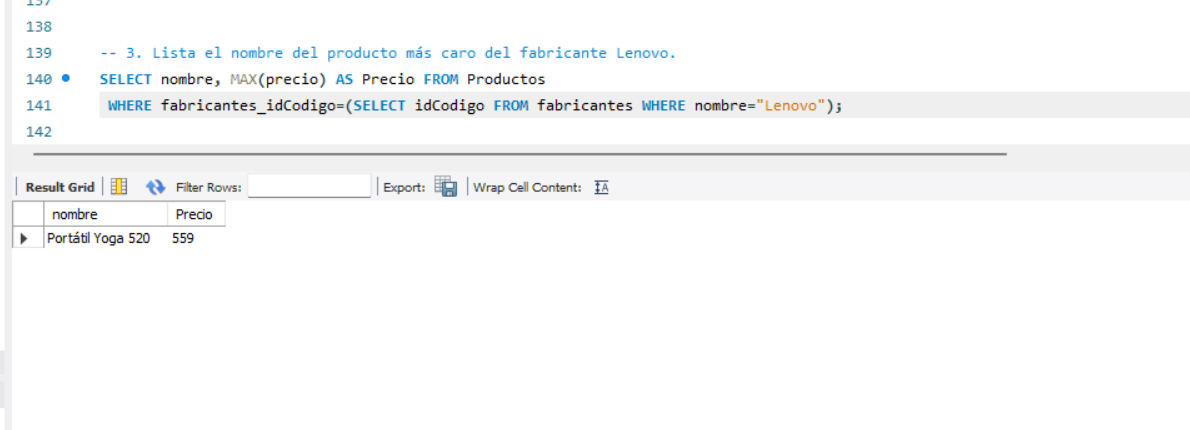 137
138
139 -- 3. Lista el nombre del producto más caro del fabricante Lenovo.
140 SELECT nombre, MAX(precio) AS Precio FROM Productos
141 WHERE fabricantes_idCodigo=(SELECT idCodigo FROM fabricantes WHERE nombre="Lenovo");
142
Result Grid Filter Rows: Export: Wrap Cell Content: IA
nombre Precio
Portátil Yoga 520 559